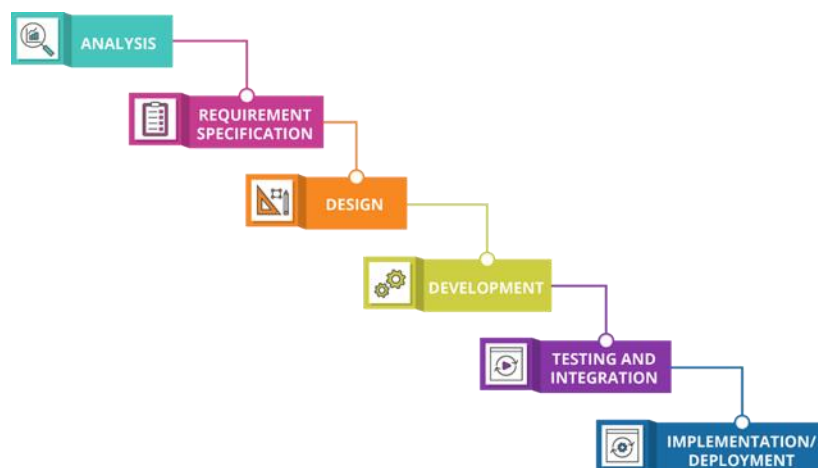 ANALYSIS
REQUIREMENT
SPECIFICATION
DESIGN
DEVELOPMENT
TESTING AND
INTEGRATION
IMPLEMENTATION/
DEPLOYMENT